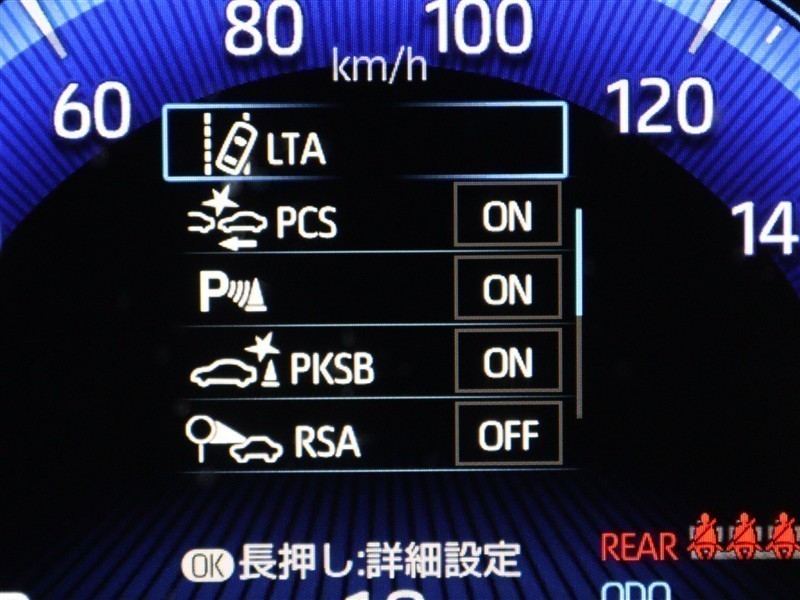 80
100
km/h
60
120
LTA
14
PCS ON
P ON
PKSB ON
RSA OFF
OK 長押し:詳細設定
REAR